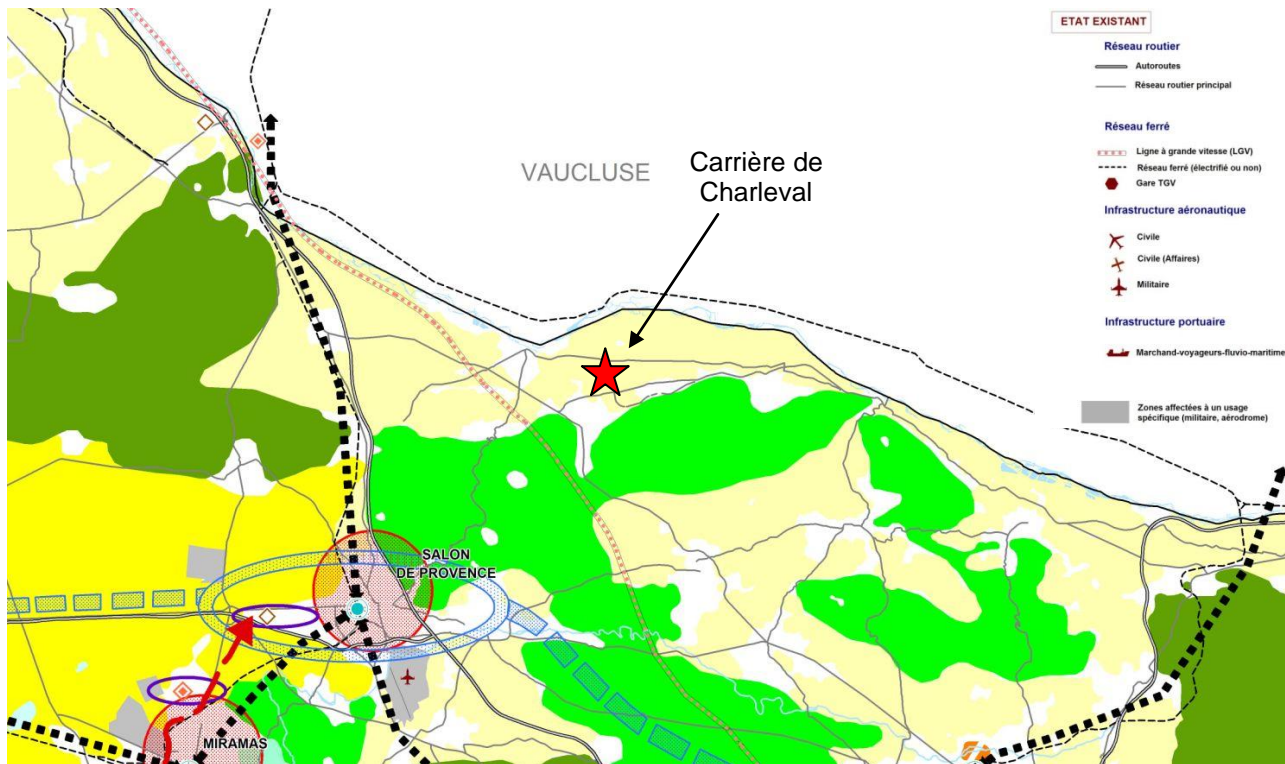 VAUCLUSE
Carrière de
Charleval
SALON
DE PROVENCE
MIRAMAS
ETAT EXISTANT
Réseau routier
Autoroutes
Réseau routier principal
Réseau ferré
Ligne à grande vitesse (LGV)
Réseau ferré (électrifié ou non)
Gare TGV
Infrastructure aéronautique
Civile
Civile (Affaires)
Militaire
Infrastructure portuaire
Marchand-voyageurs-fluvio-maritime
Zones affectées à un usage
spécifique (militaire, aérodrome)